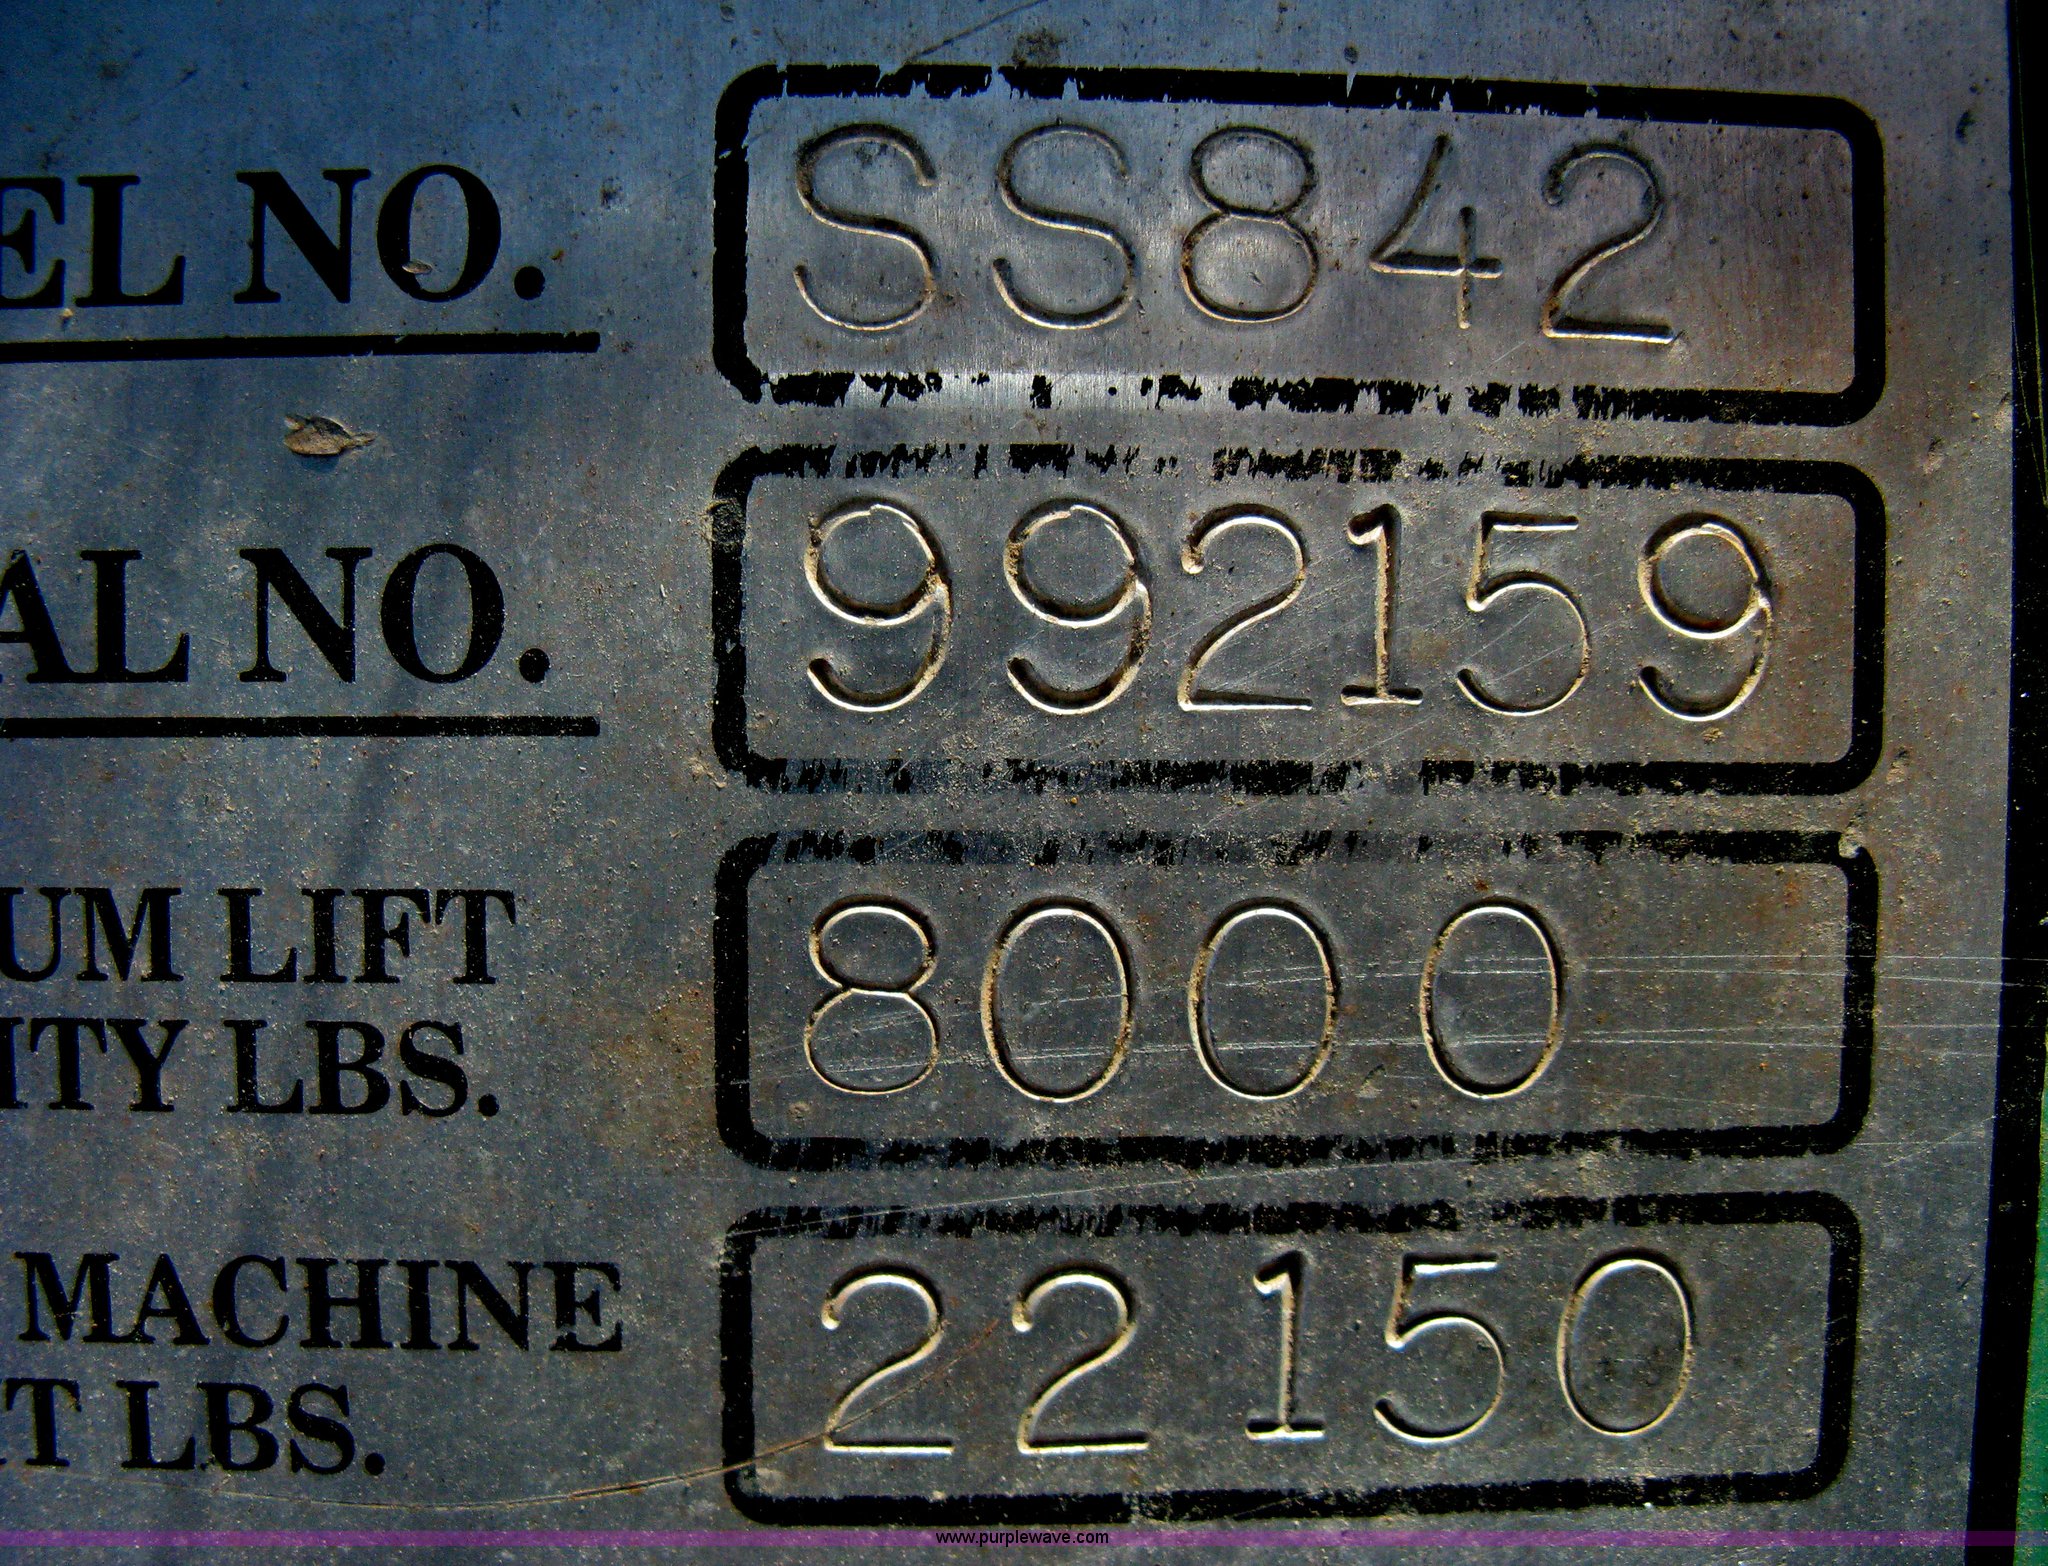 EL NO. SS842
AL NO. 992159
UM LIFT
ITY LBS. 8000
MACHINE
T LBS. 22150
www.purplewave.com